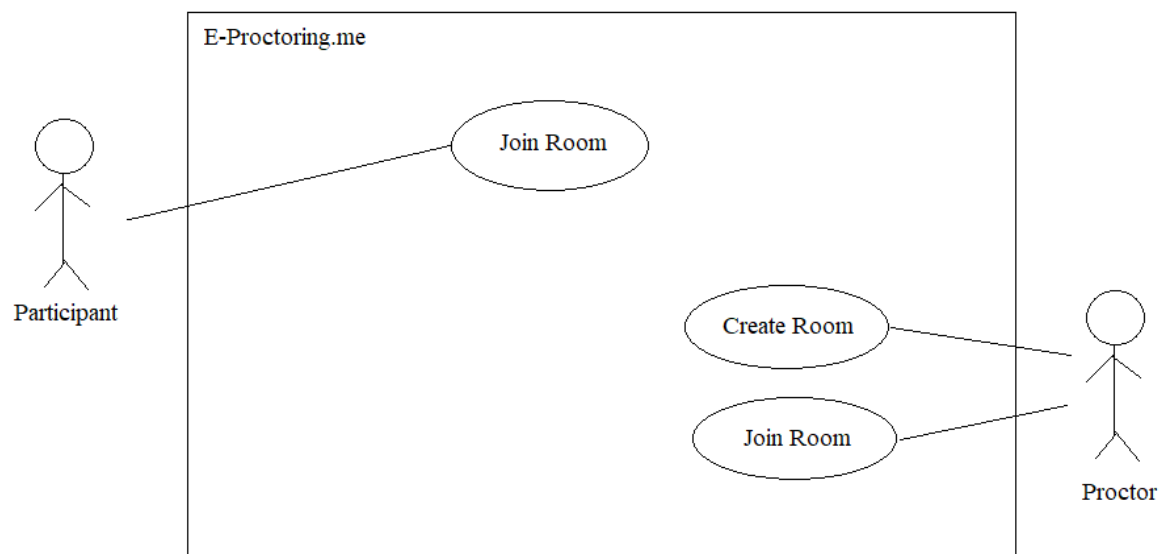 E-Proctoring.me
Join Room
Participant
Create Room
Join Room
Proctor